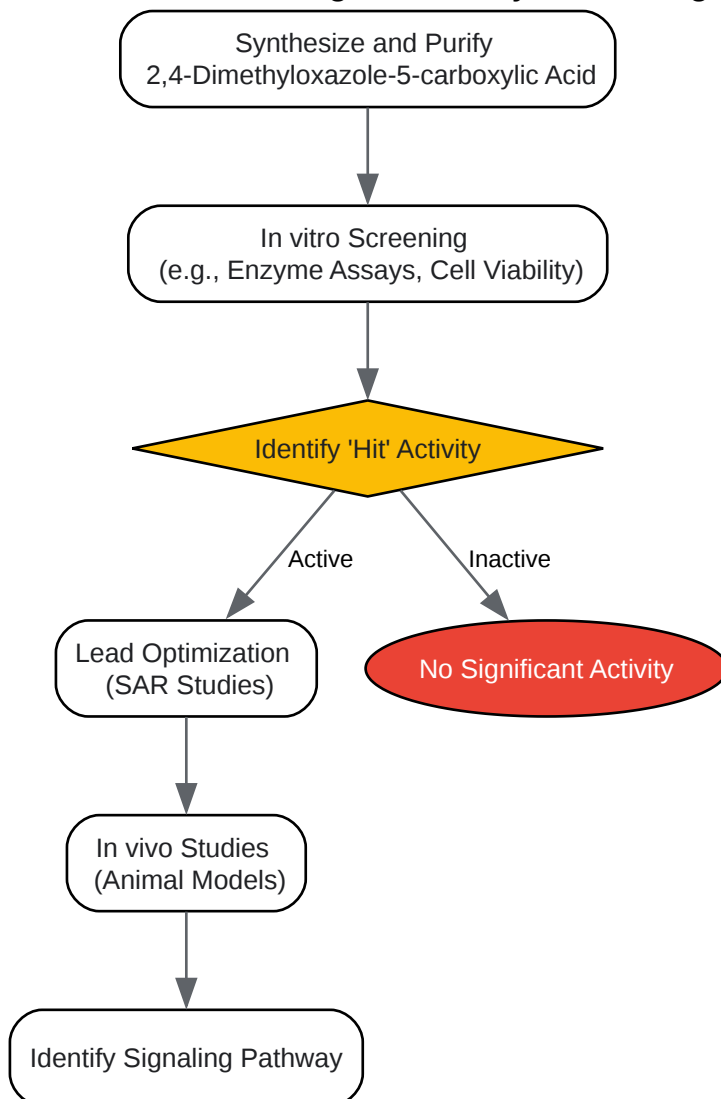 Synthesize and Purify
2,4-Dimethyloxazole-5-carboxylic Acid
In vitro Screening
(e.g., Enzyme Assays, Cell Viability)
Identify 'Hit' Activity
Active
Inactive
Lead Optimization
(SAR Studies)
No Significant Activity
In vivo Studies
(Animal Models)
Identify Signaling Pathway